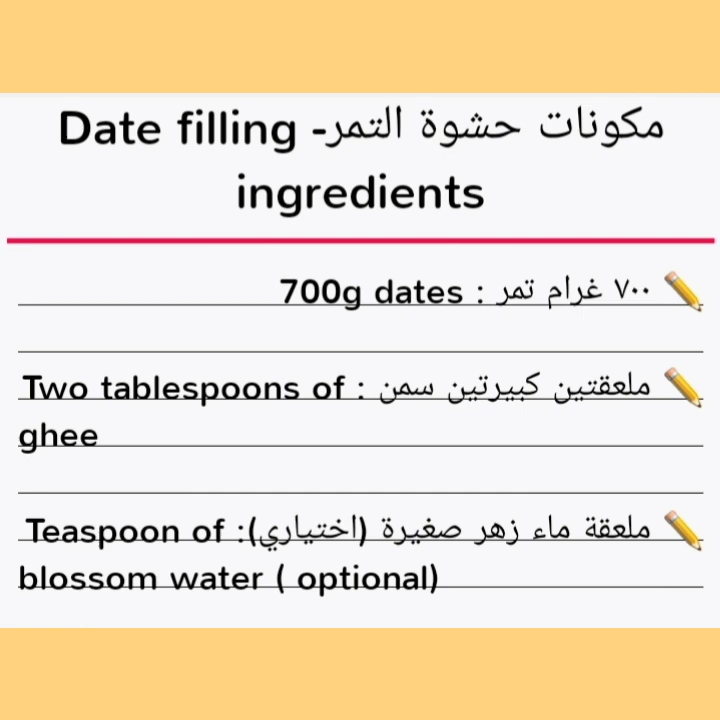 مكونات حشوة التمر- Date filling
ingredients
✏️ ٧٠٠ غرام تمر : 700g dates
✏️ ملعقتين كبيرتين سمن : Two tablespoons of
ghee
✏️ ملعقة ماء زهر صغيرة (اختياري): Teaspoon of
blossom water ( optional)